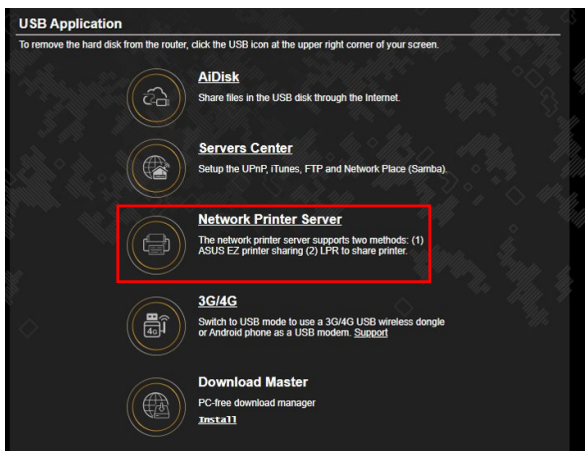 USB Application
To remove the hard disk from the router, click the USB icon at the upper right corner of your screen.
AiDisk
Share files in the USB disk through the Internet.
Servers Center
Setup the UPnP, iTunes, FTP and Network Place (Samba).
Network Printer Server
The network printer server supports two methods: (1)
ASUS EZ printer sharing (2) LPR to share printer.
3G/4G
4G
Switch to USB mode to use a 3G/4G USB wireless dongle
or Android phone as a USB modem. Support
Download Master
PC-free download manager
Install